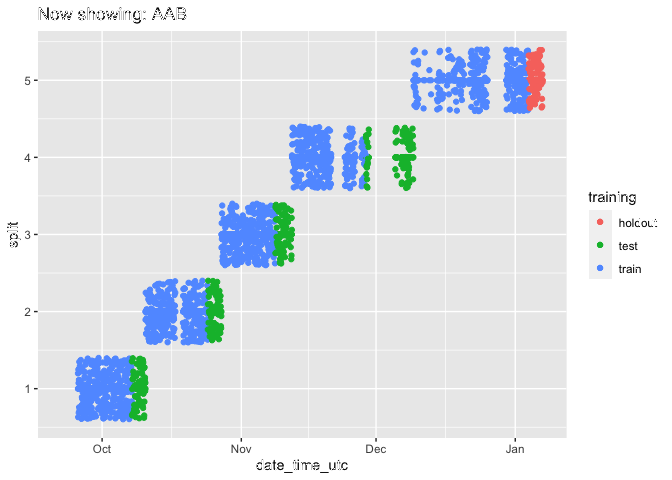 Now showing: AAB
5
4
3
2
1
split
Oct
Nov
Dec
Jan
date_time_utc
training
holdout
test
train